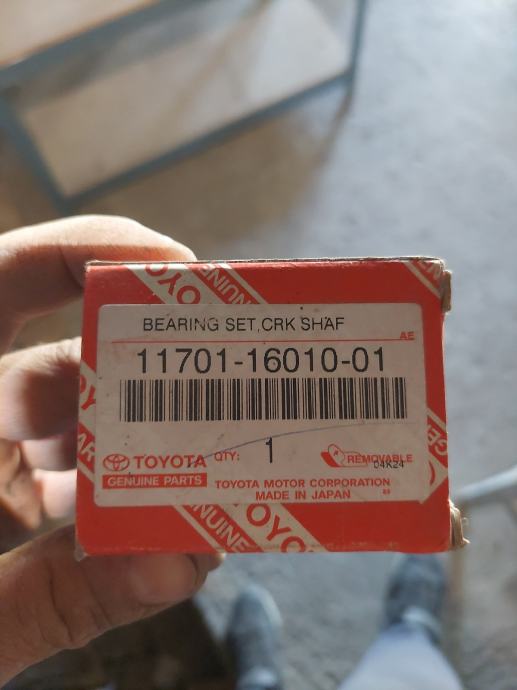 BEARING SET,CRK SHAF
AE
11701-16010-01
TOYOTA
GENUINE PARTS
QTY: 1
REMOVABLE
04K24
TOYOTA MOTOR CORPORATION
MADE IN JAPAN